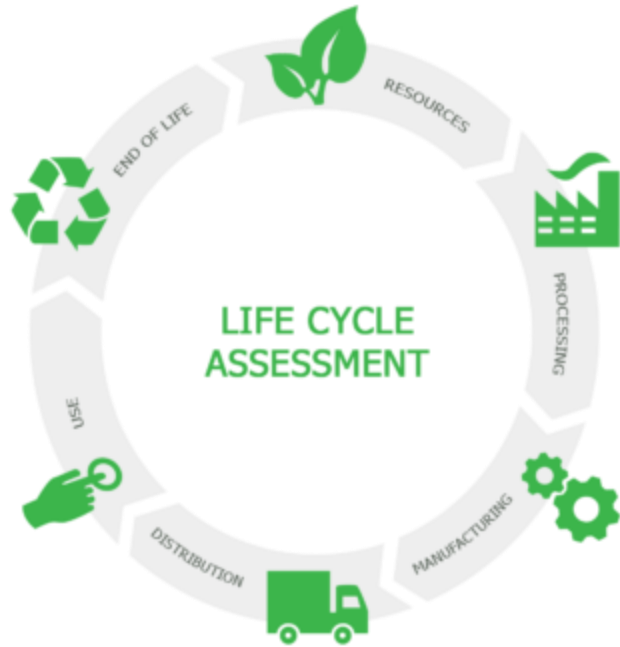 LIFE CYCLE
ASSESSMENT
RESOURCES
PROCESSING
MANUFACTURING
DISTRIBUTION
USE
END OF LIFE